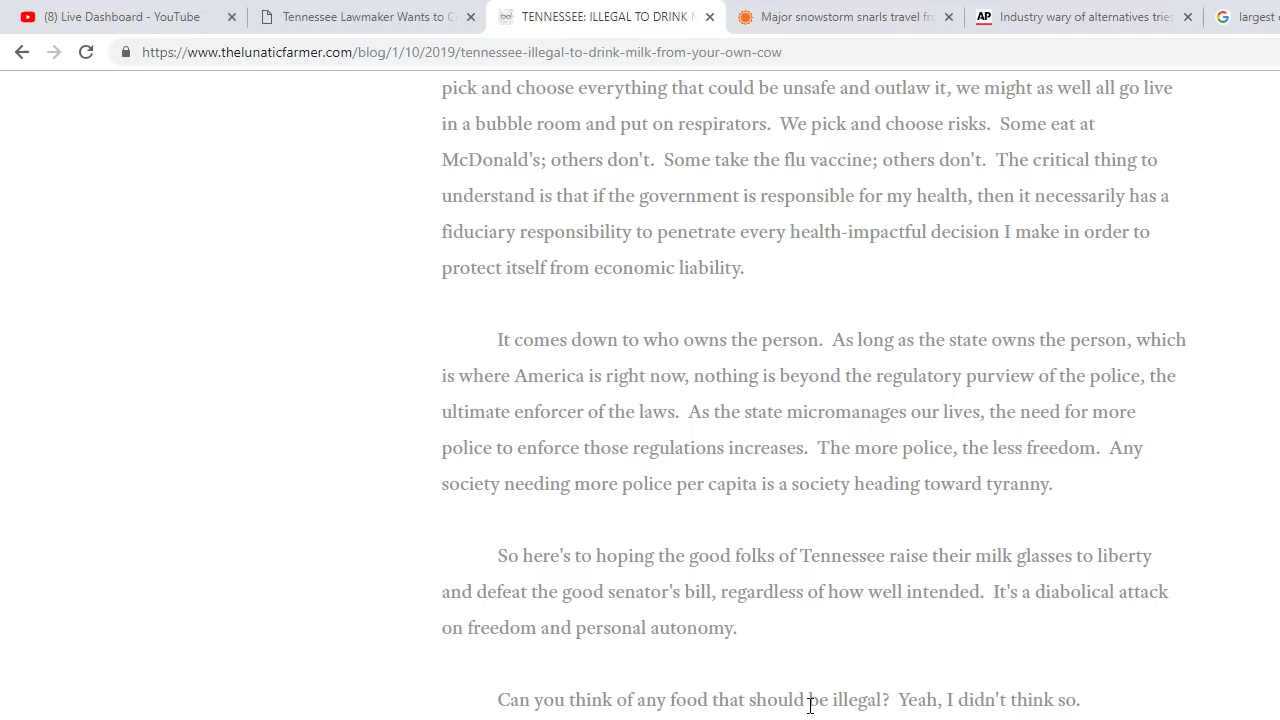 (8) Live Dashboard - YouTube
Tennessee Lawmaker Wants to C
TENNESSEE: ILLEGAL TO DRINK M
Major snowstorm snarls travel fro
AP Industry wary of alternatives tries
G largest c
https://www.thelunaticfarmer.com/blog/1/10/2019/tennessee-illegal-to-drink-milk-from-your-own-cow
pick and choose everything that could be unsafe and outlaw it, we might as well all go live
in a bubble room and put on respirators. We pick and choose risks. Some eat at
McDonald's; others don't. Some take the flu vaccine; others don't. The critical thing to
understand is that if the government is responsible for my health, then it necessarily has a
fiduciary responsibility to penetrate every health-impactful decision I make in order to
protect itself from economic liability.
It comes down to who owns the person. As long as the state owns the person, which
is where America is right now, nothing is beyond the regulatory purview of the police, the
ultimate enforcer of the laws. As the state micromanages our lives, the need for more
police to enforce those regulations increases. The more police, the less freedom. Any
society needing more police per capita is a society heading toward tyranny.
So here's to hoping the good folks of Tennessee raise their milk glasses to liberty
and defeat the good senator's bill, regardless of how well intended. It's a diabolical attack
on freedom and personal autonomy.
Can you think of any food that should be illegal? Yeah, I didn't think so.